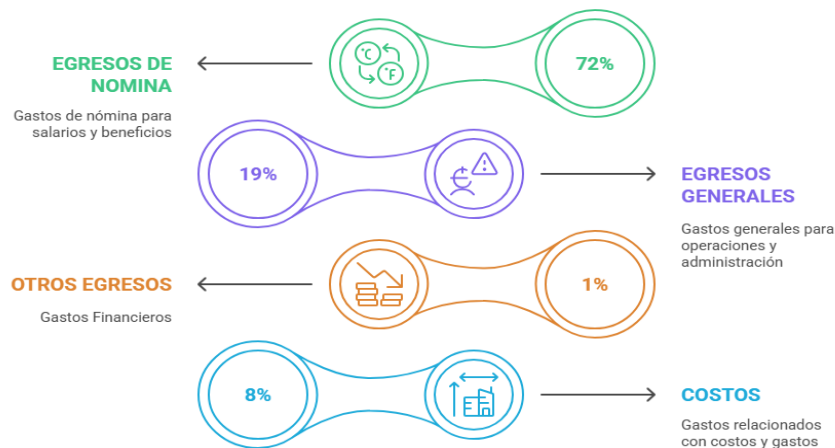 EGRESOS DE
NOMINA
Gastos de nómina para
salarios y beneficios
°C
°F
72%
19%
EGRESOS
GENERALES
Gastos generales para
operaciones y
administración
OTROS EGRESOS
Gastos Financieros
1%
8%
COSTOS
Gastos relacionados
con costos y gastos